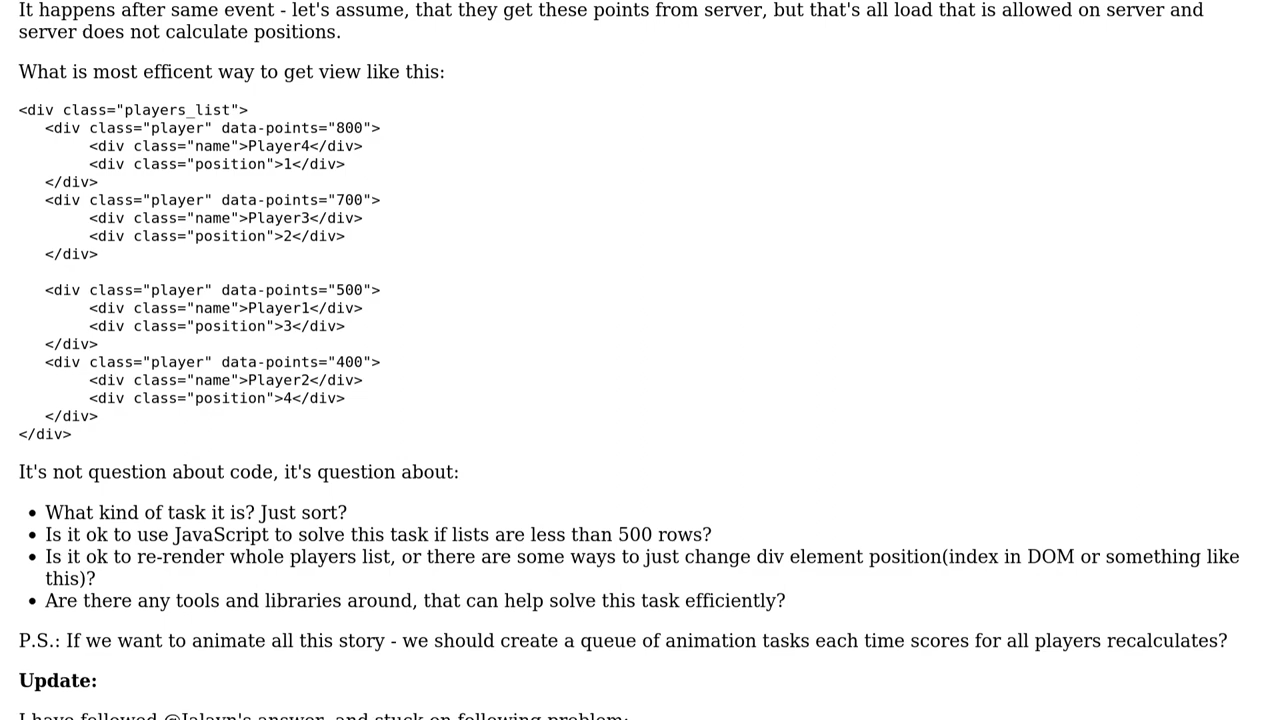 It happens after same event - let's assume, that they get these points from server, but that's all load that is allowed on server and
server does not calculate positions.
What is most efficent way to get view like this:
<div class="players_list">
   <div class="player" data-points="800">
        <div class="name">Player4</div>
        <div class="position">1</div>
   </div>
   <div class="player" data-points="700">
        <div class="name">Player3</div>
        <div class="position">2</div>
   </div>
   <div class="player" data-points="500">
        <div class="name">Player1</div>
        <div class="position">3</div>
   </div>
   <div class="player" data-points="400">
        <div class="name">Player2</div>
        <div class="position">4</div>
   </div>
</div>
It's not question about code, it's question about:
• What kind of task it is? Just sort?
• Is it ok to use JavaScript to solve this task if lists are less than 500 rows?
• Is it ok to re-render whole players list, or there are some ways to just change div element position(index in DOM or something like
this)?
• Are there any tools and libraries around, that can help solve this task efficiently?
P.S.: If we want to animate all this story - we should create a queue of animation tasks each time scores for all players recalculates?
Update:
I have followed @Jalayn's answer, and stuck on following problem: